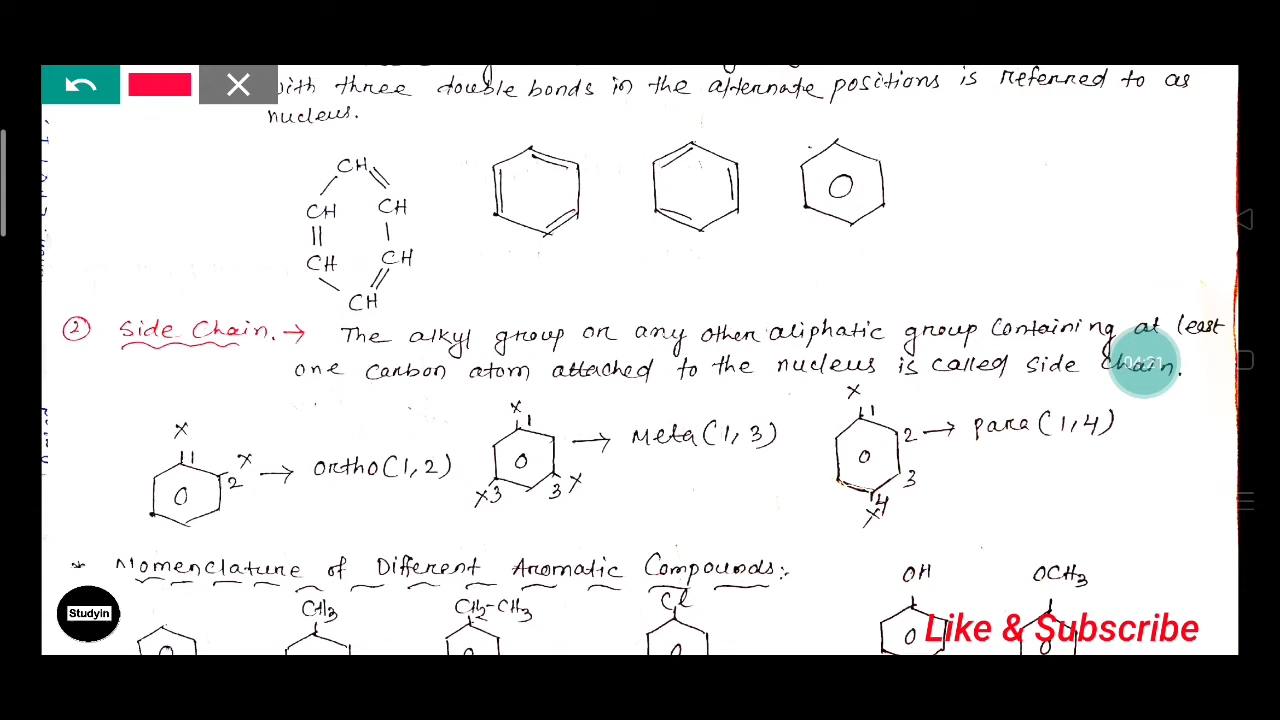 with three double bonds in the alternate positions is referred to as
nucleus.
CH
CH CH
CH CH
CH
② Side Chain. → The alkyl group or any other aliphatic group containing at least
one carbon atom attached to the nucleus is called side chain.
X 1 X 2 → ortho (1, 2)
X 1 X 3 3 X → Meta (1, 3)
X 1 2 3 4 X → para (1, 4)
* Nomenclature of Different Aromatic Compounds:-
CH3 CH2-CH3 Cl OH OCH3
Studyin
Like & Subscribe